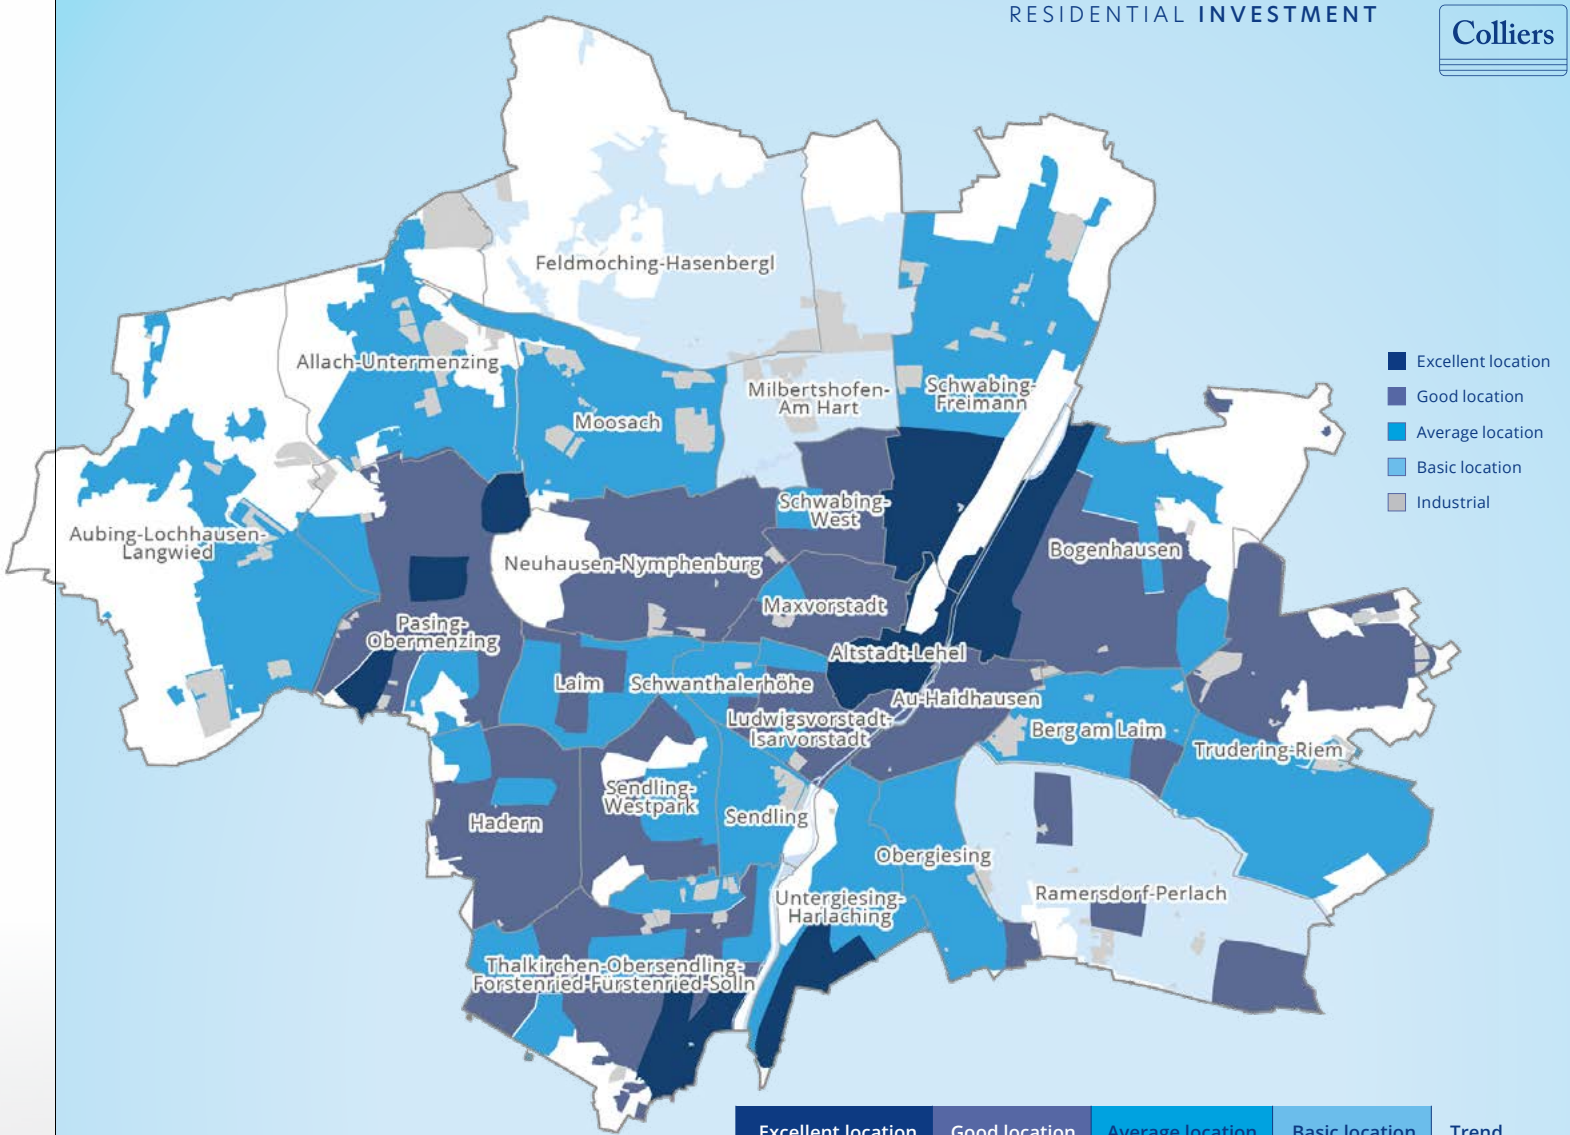 RESIDENTIAL INVESTMENT
Colliers
Feldmoching-Hasenbergl
Allach-Untermenzing
Moosach
Milbertshofen-
Am Hart
Schwabing-
Freimann
Excellent location
Good location
Average location
Basic location
Industrial
Aubing-Lochhausen-
Langwied
Schwabing-
West
Neuhausen-Nymphenburg
Bogenhausen
Maxvorstadt
Pasing-
Obermenzing
Altstadt-Lehel
Laim
Schwanthalerhöhe
Au-Haidhausen
Ludwigsvorstadt-
Isarvorstadt
Berg am Laim
Trudering-Riem
Sendling-
Westpark
Sendling
Hadern
Obergiesing
Ramersdorf-Perlach
Untergiesing-
Harlaching
Thalkirchen-Obersendling-
Forstenried-Fürstenried-Solln
Excellent location Good location Average location Basic location Trend